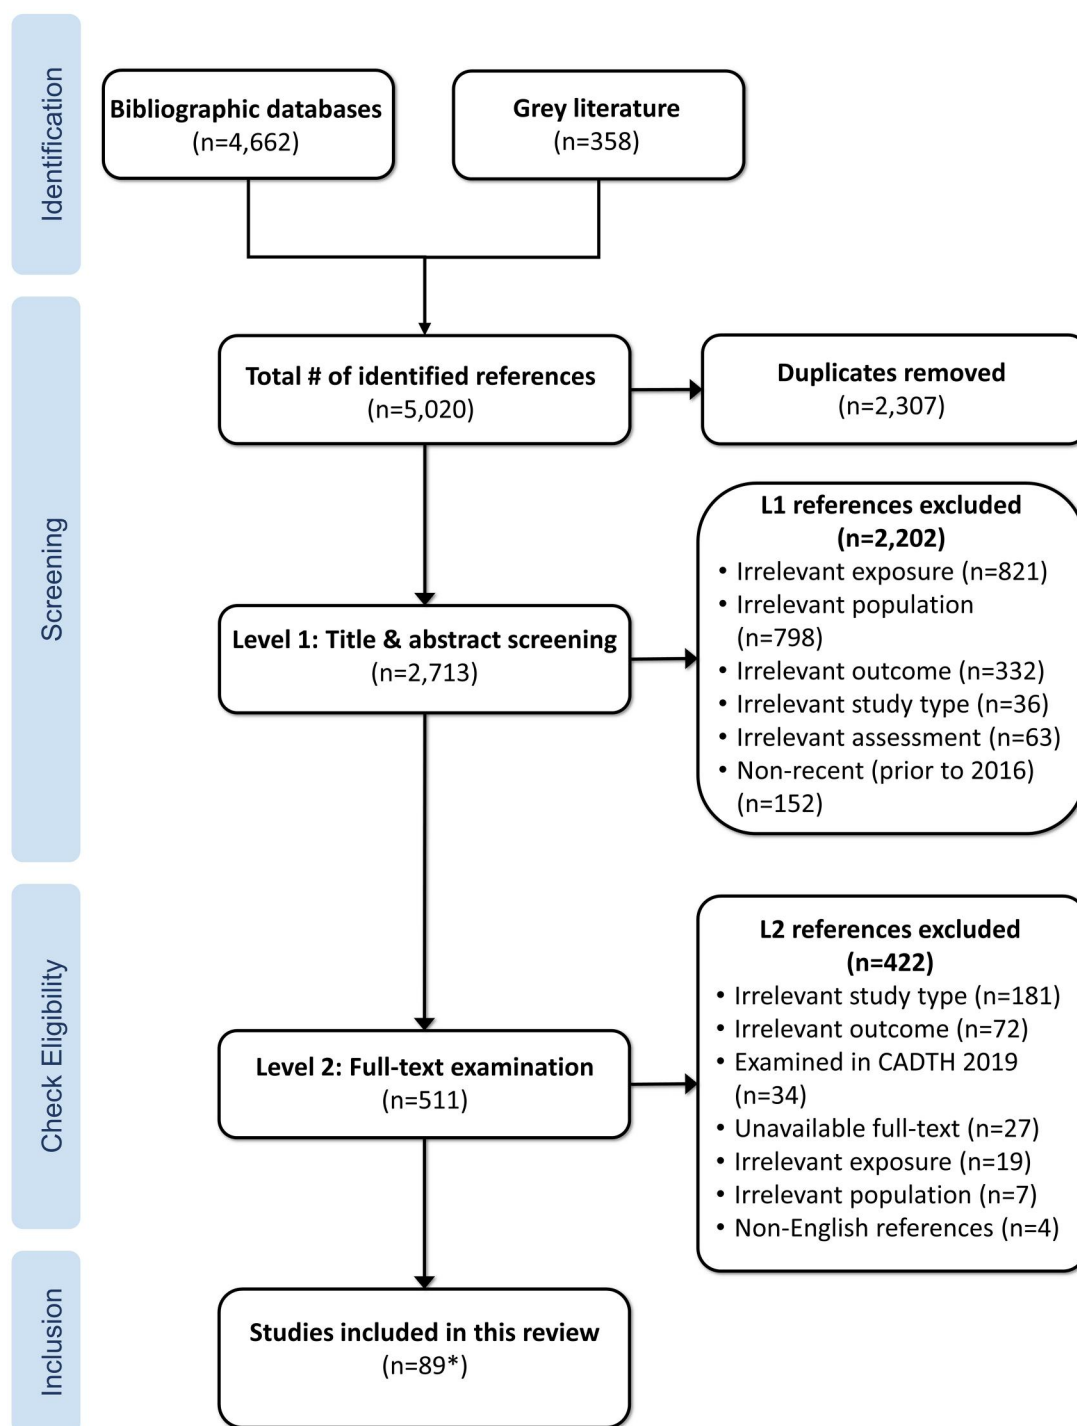 Identification
Bibliographic databases
(n=4,662)
Grey literature
(n=358)
Screening
Total # of identified references
(n=5,020)
Duplicates removed
(n=2,307)
Level 1: Title & abstract screening
(n=2,713)
L1 references excluded
(n=2,202)
• Irrelevant exposure (n=821)
• Irrelevant population
(n=798)
• Irrelevant outcome (n=332)
• Irrelevant study type (n=36)
• Irrelevant assessment (n=63)
• Non-recent (prior to 2016)
(n=152)
Check Eligibility
Level 2: Full-text examination
(n=511)
L2 references excluded
(n=422)
• Irrelevant study type (n=181)
• Irrelevant outcome (n=72)
• Examined in CADTH 2019
(n=34)
• Unavailable full-text (n=27)
• Irrelevant exposure (n=19)
• Irrelevant population (n=7)
• Non-English references (n=4)
Inclusion
Studies included in this review
(n=89*)